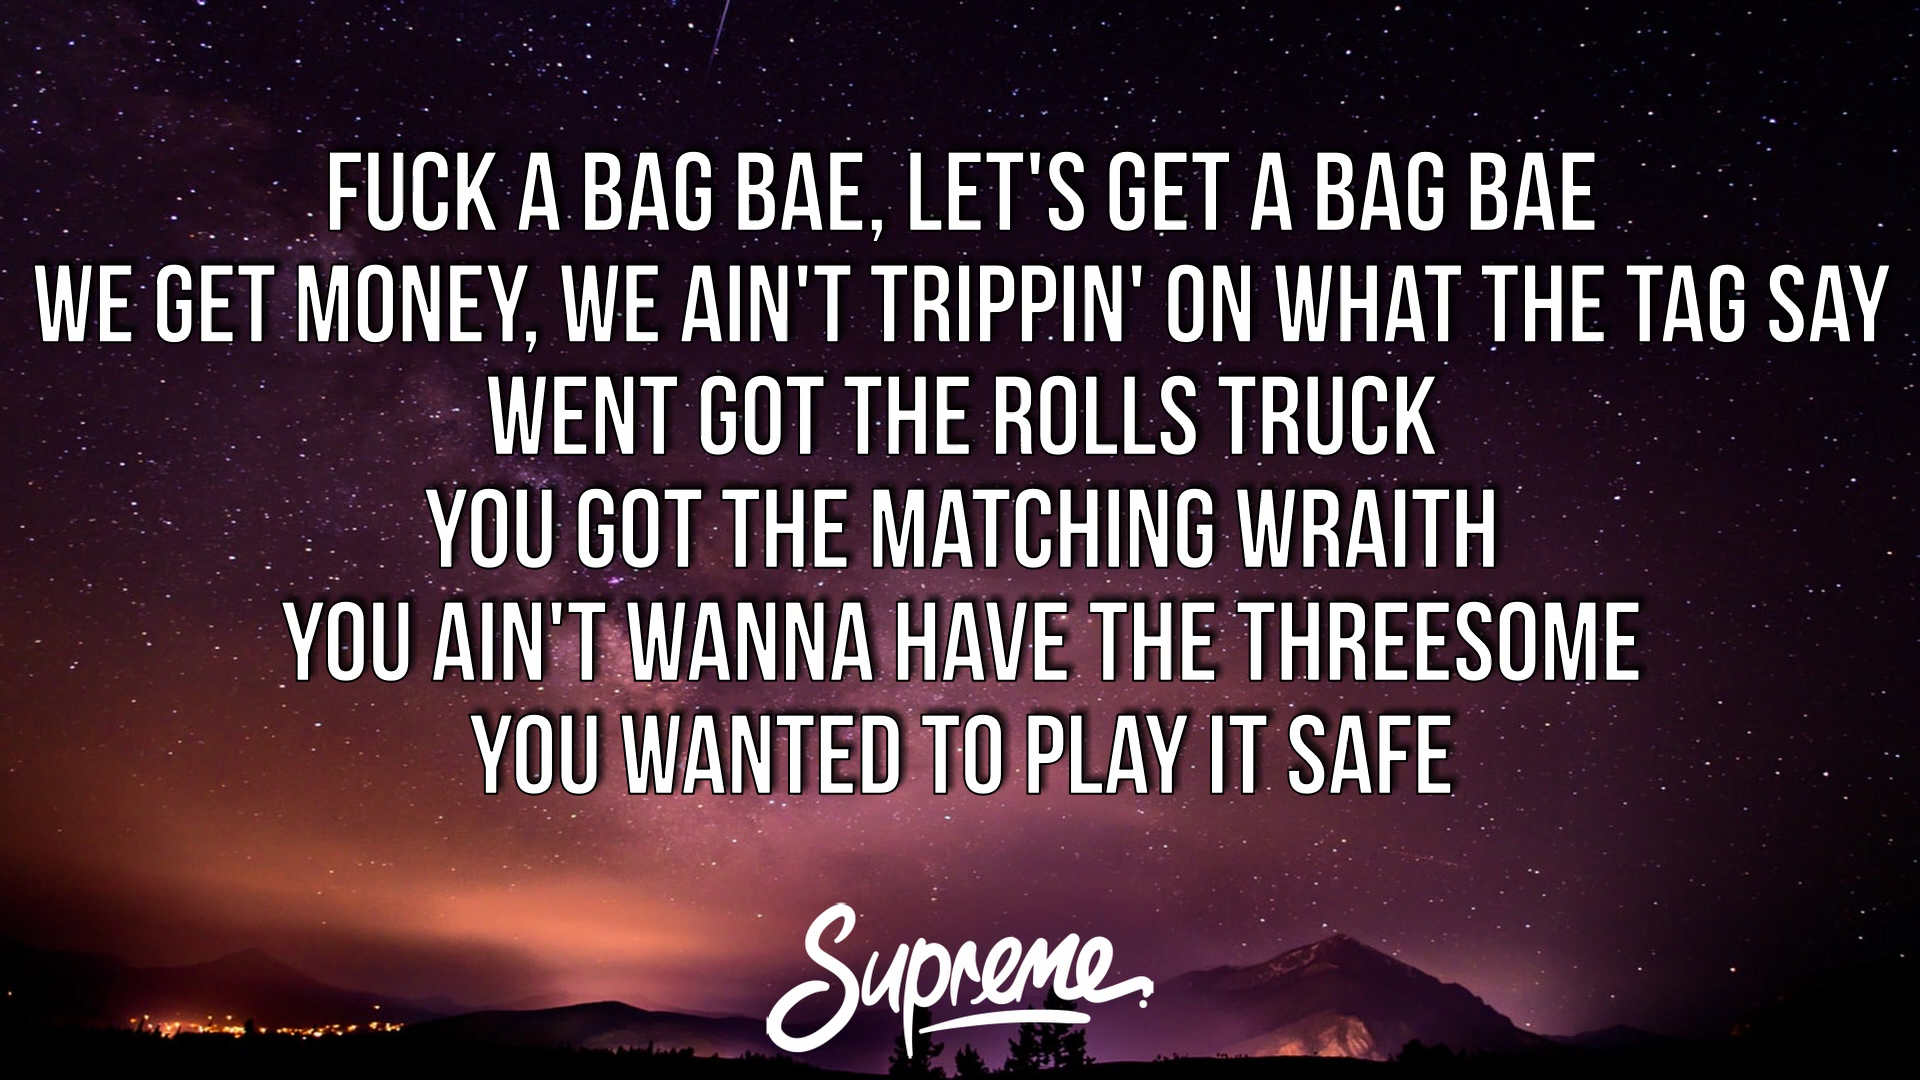 FUCK A BAG BAE, LET'S GET A BAG BAE
WE GET MONEY, WE AIN'T TRIPPIN' ON WHAT THE TAG SAY
WENT GOT THE ROLLS TRUCK
YOU GOT THE MATCHING WRAITH
YOU AIN'T WANNA HAVE THE THREESOME
YOU WANTED TO PLAY IT SAFE
Supreme.